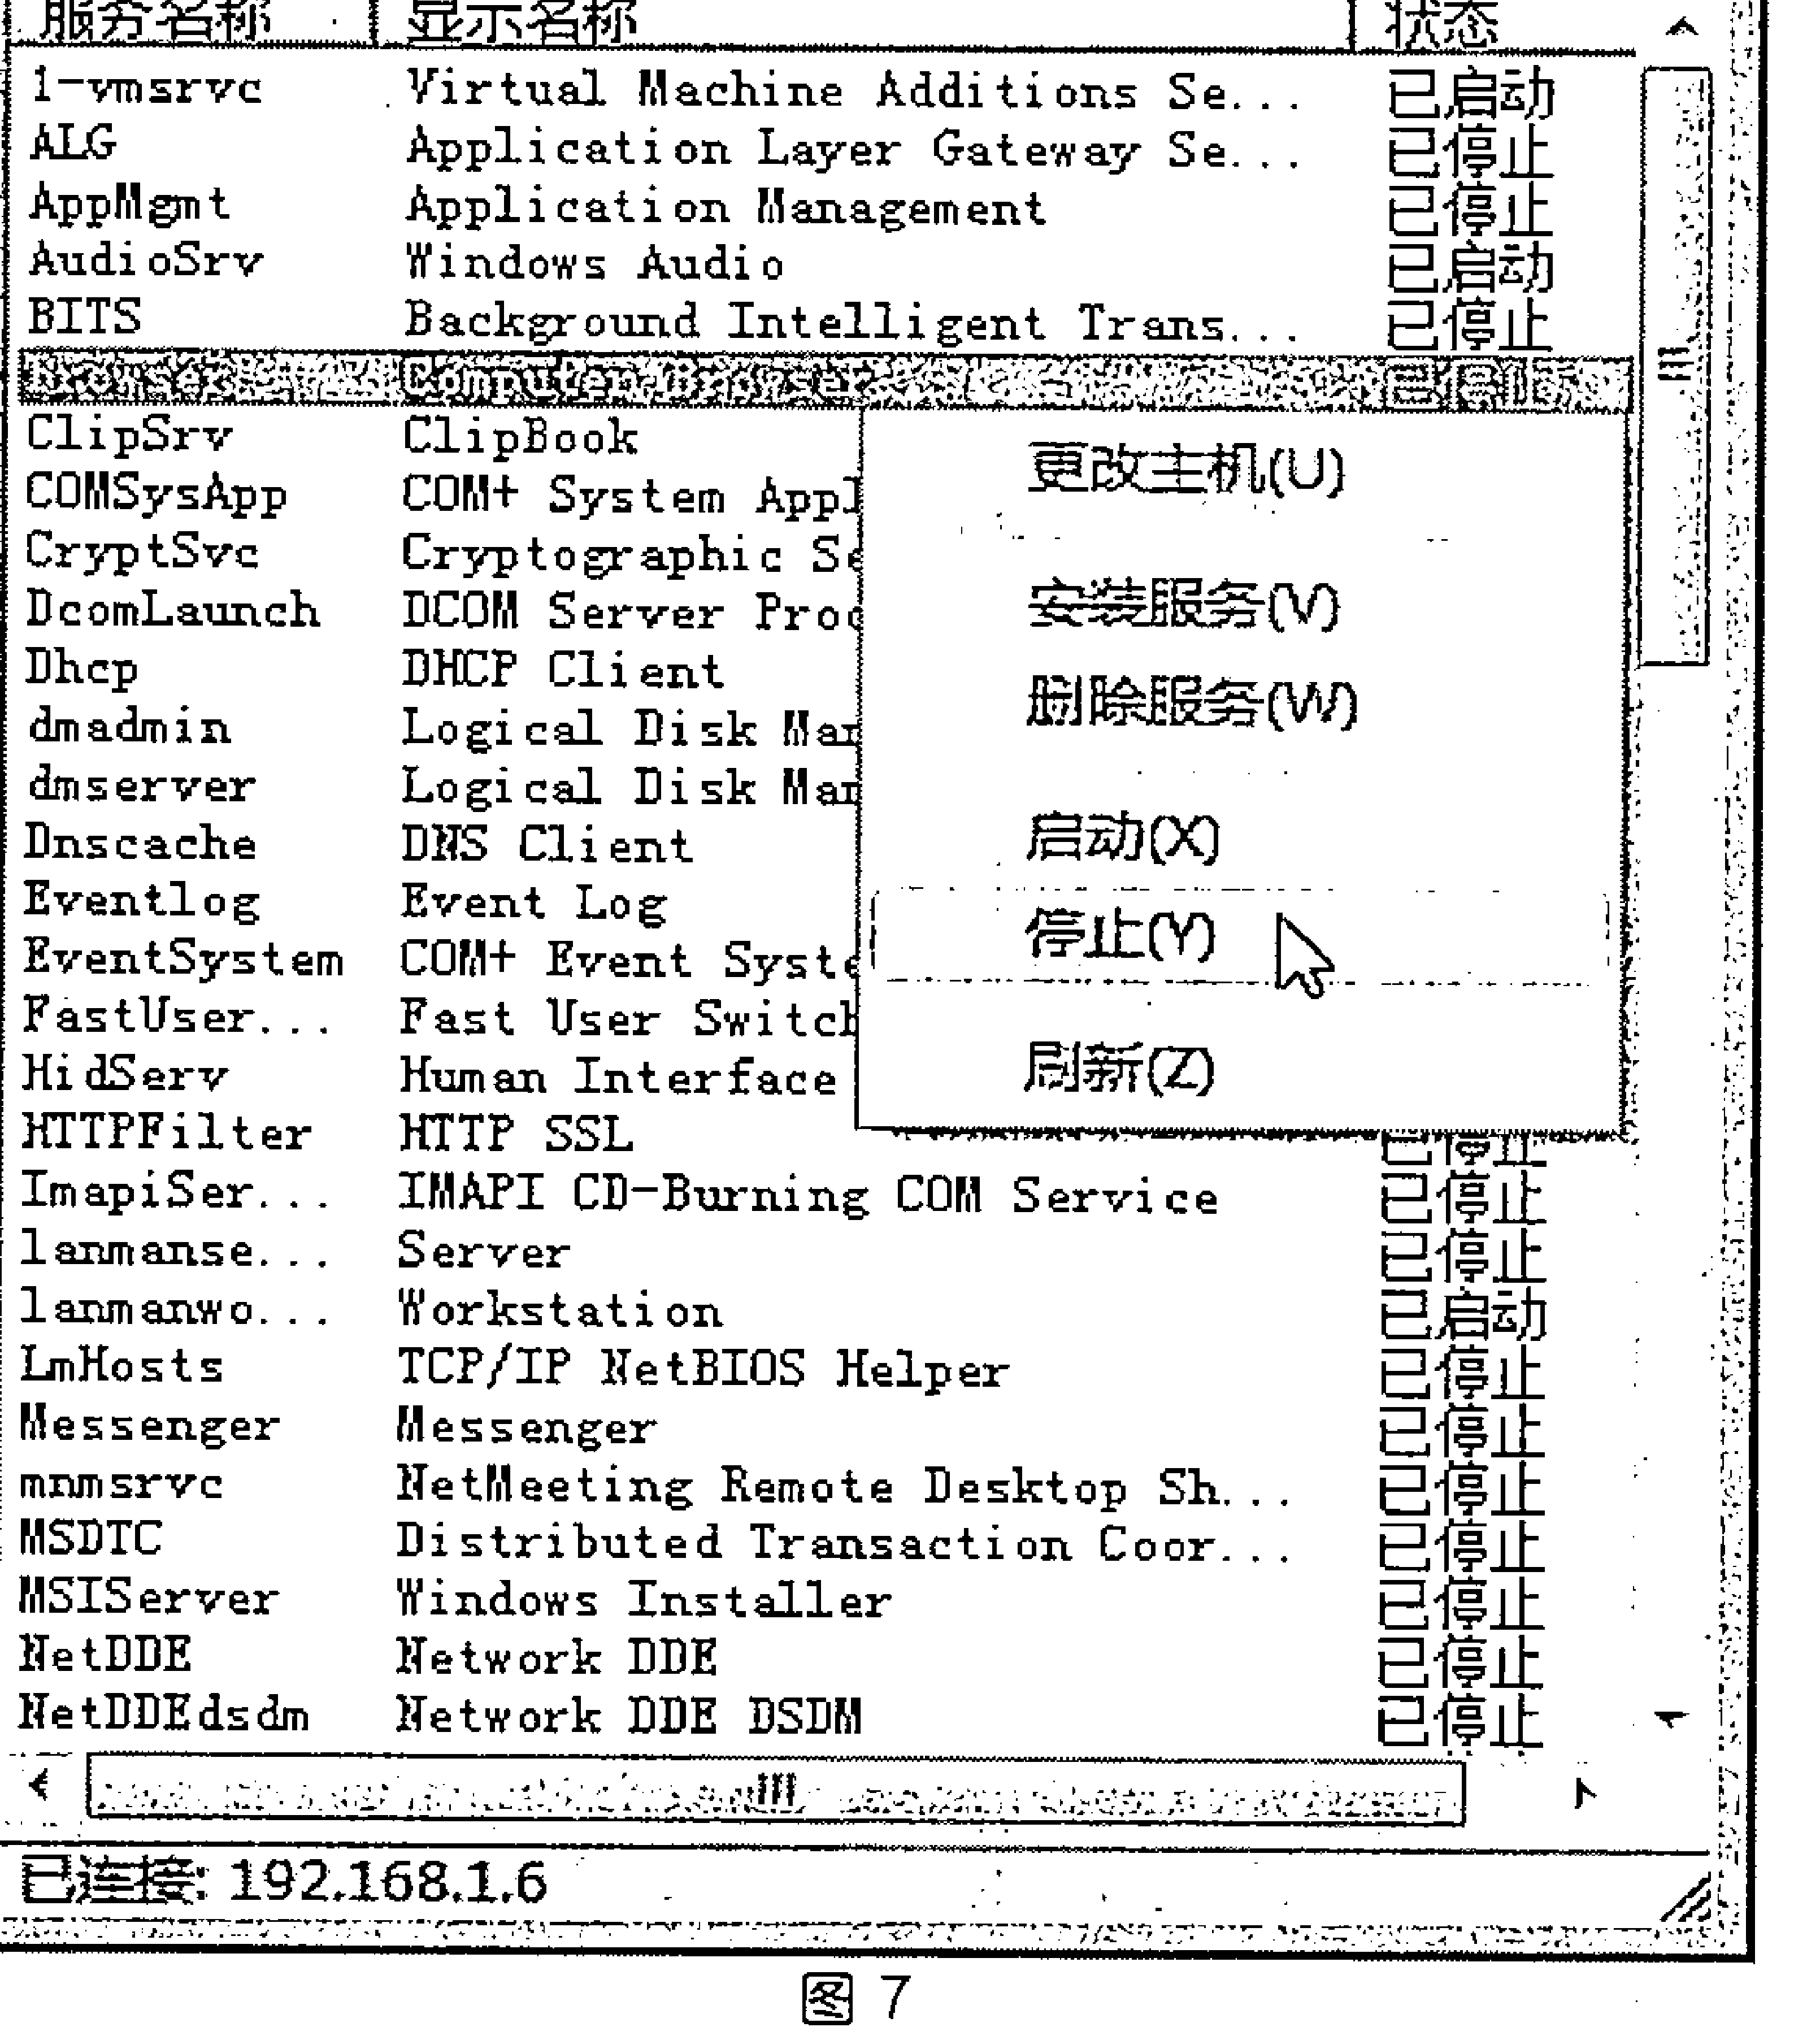 服务名称 显示名称 状态
1-vmsrvc Virtual Machine Additions Se... 已启动
ALG Application Layer Gateway Se... 已停止
AppMgmt Application Management 已停止
AudioSrv Windows Audio 已启动
BITS Background Intelligent Trans... 已停止
Browser Computer Browser 已停止
ClipSrv ClipBook
更改主机(U)
COMSysApp COM+ System Appl
CryptSvc Cryptographic Se
安装服务(V)
DcomLaunch DCOM Server Proc
Dhcp DHCP Client
删除服务(W)
dmadmin Logical Disk Man
dmserver Logical Disk Man
启动(X)
Dnscache DNS Client
Eventlog Event Log
停止(Y)
EventSystem COM+ Event Syste
FastUser... Fast User Switch
刷新(Z)
HidServ Human Interface
HTTPFilter HTTP SSL 已停止
ImapiSer... IMAPI CD-Burning COM Service 已停止
lanmanse... Server 已停止
lanmanwo... Workstation 已启动
LmHosts TCP/IP NetBIOS Helper 已停止
Messenger Messenger 已停止
mnmsrvc NetMeeting Remote Desktop Sh... 已停止
MSDTC Distributed Transaction Coor... 已停止
MSIServer Windows Installer 已停止
NetDDE Network DDE 已停止
NetDDEdsdm Network DDE DSDM 已停止
已连接: 192.168.1.6
图 7